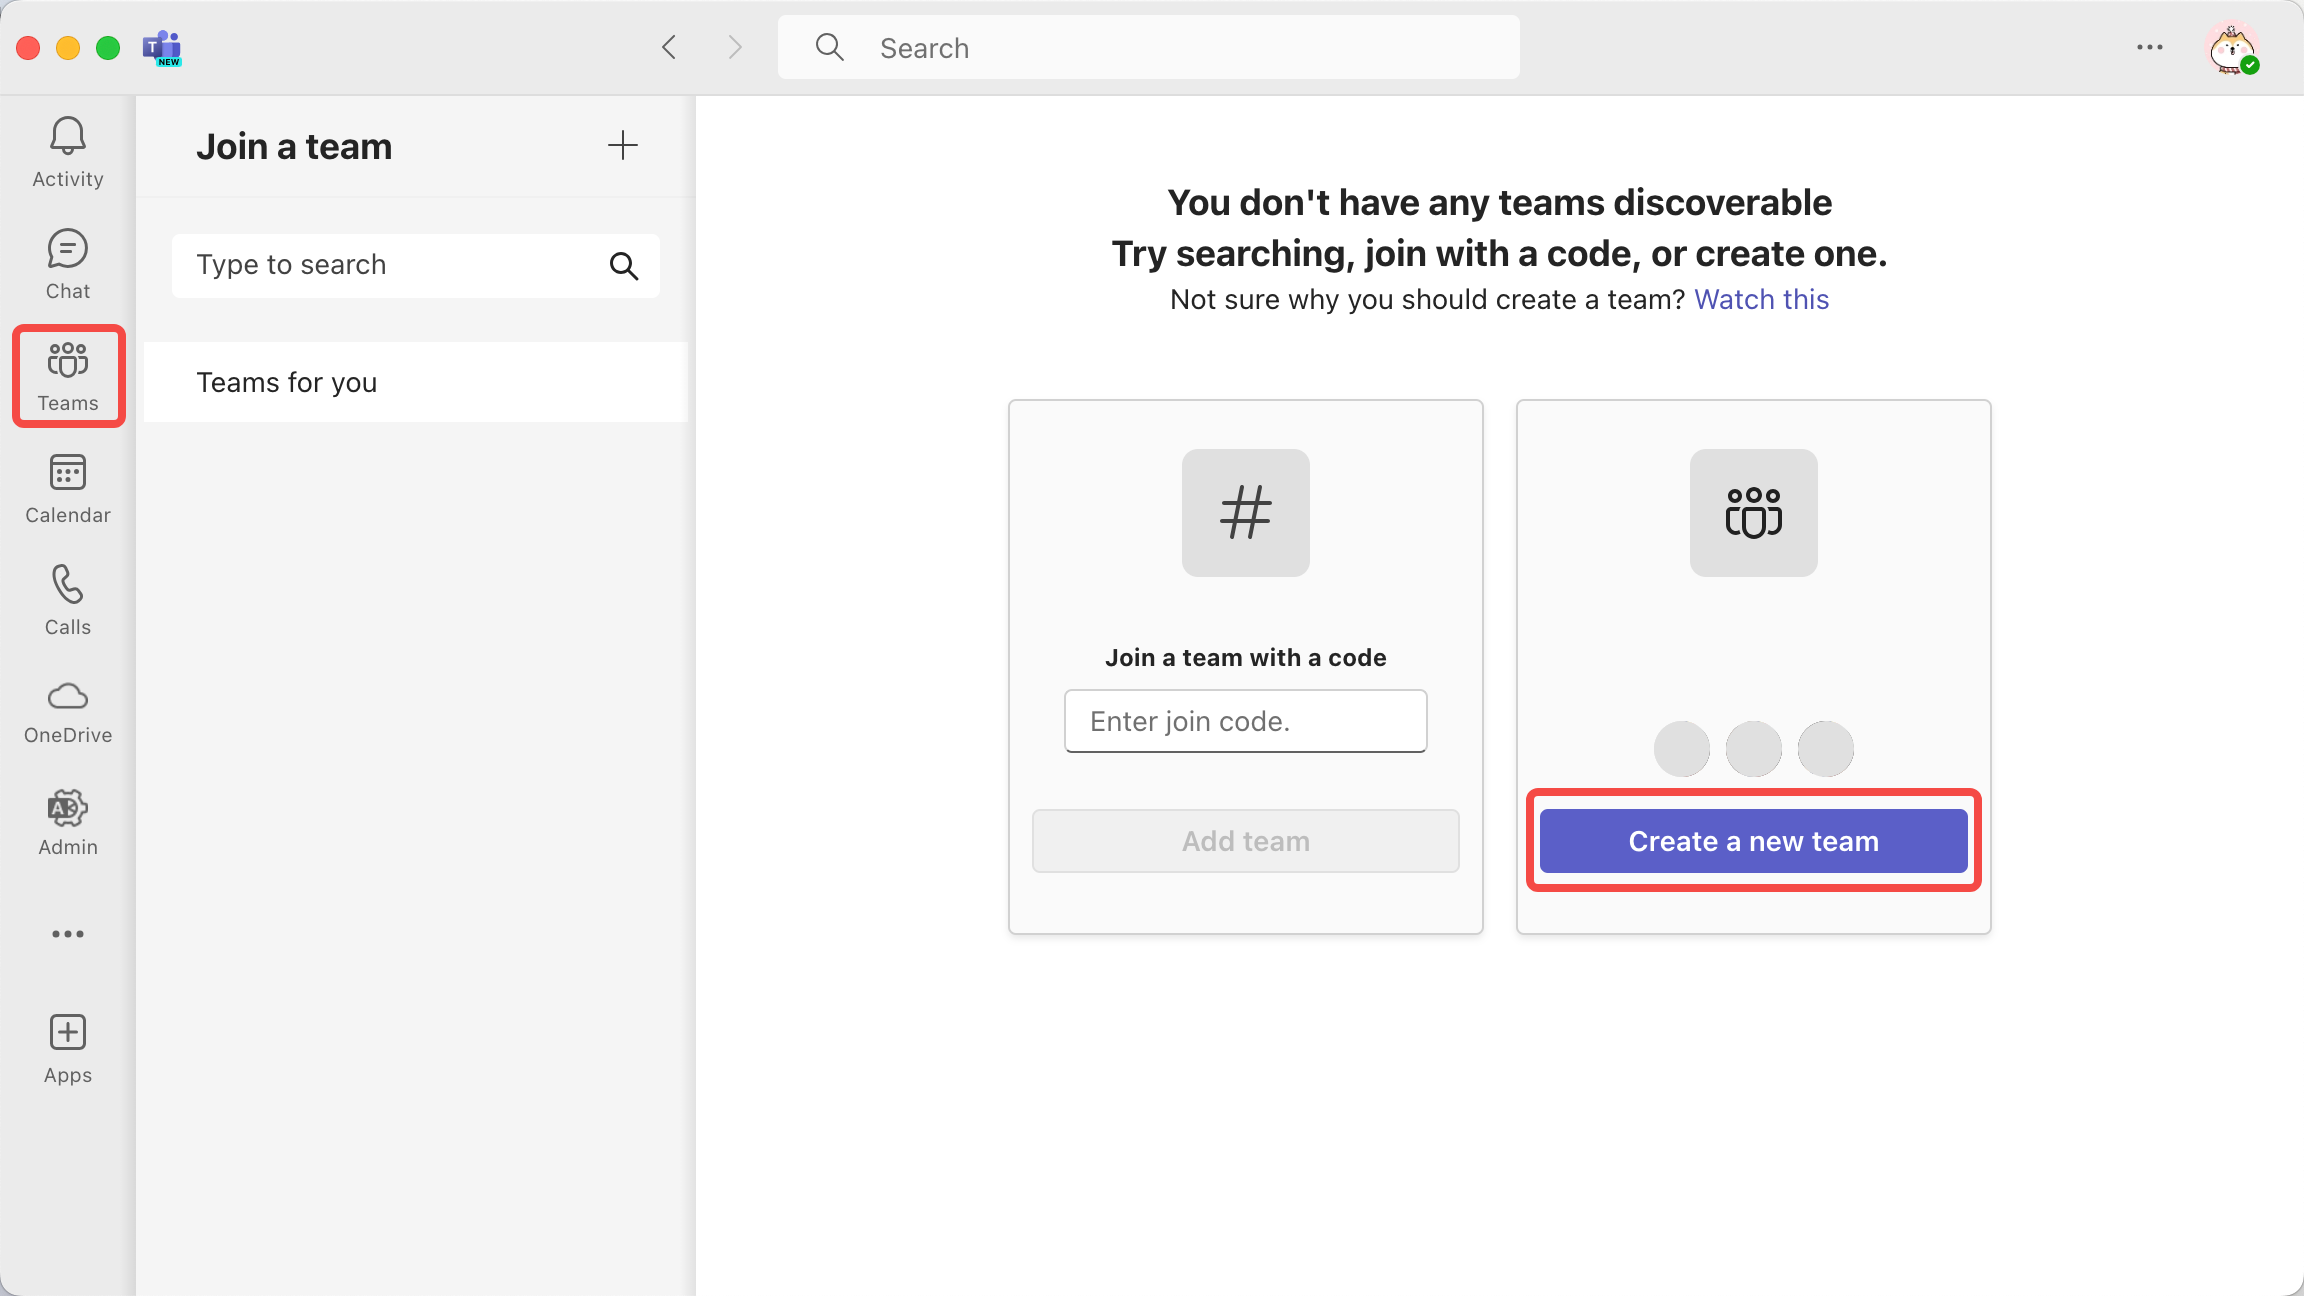 T
NEW
Search
Activity
Chat
Teams
Calendar
Calls
OneDrive
A
Admin
Apps
Join a team
Type to search
Teams for you
You don't have any teams discoverable
Try searching, join with a code, or create one.
Not sure why you should create a team? Watch this
#
Join a team with a code
Enter join code.
Add team
Create a new team